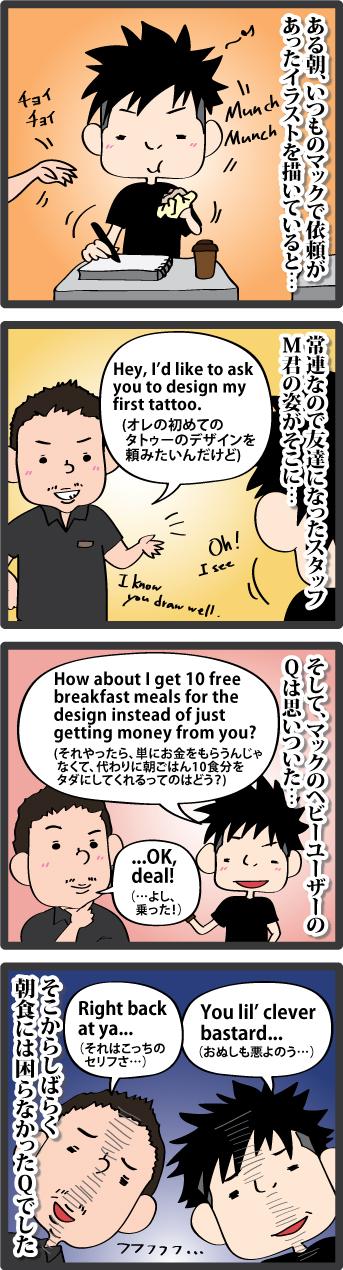 ある朝、いつものマックで依頼が
あったイラストを描いていると…
チョイ
チョイ
Munch
Munch
常連なので友達になったスタッフ
M君の姿がそこに…
Hey, I'd like to ask
you to design my
first tattoo.
(オレの初めての
タトゥーのデザインを
頼みたいんだけど)
Oh!
I see
I know
you draw well.
そして、マックのヘビーユーザーの
Qは思いついた…
How about I get 10 free
breakfast meals for the
design instead of just
getting money from you?
(それやったら、単にお金をもらうんじゃ
なくて、代わりに朝ごはん10食分を
タダにしてくれるってのはどう?)
...OK,
deal!
(…よし、
乗った!)
You lil' clever
bastard...
(おぬしも悪よのう…)
Right back
at ya...
(それはこっちの
セリフさ…)
フフフフフ...
そこからしばらく
朝食には困らなかったQでした